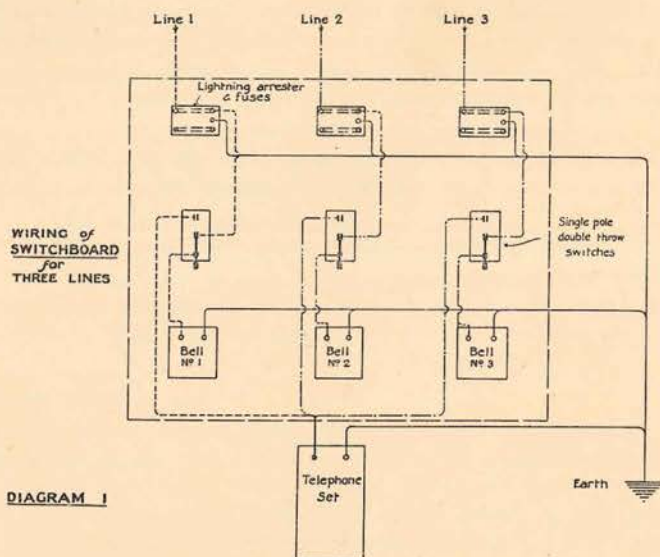 Line 1
Line 2
Line 3
Lightning arrester
& fuses
WIRING of
SWITCHBOARD
for
THREE LINES
Single pole
double throw
switches
Bell
Nº 1
Bell
Nº 2
Bell
Nº 3
Telephone
Set
Earth
DIAGRAM 1